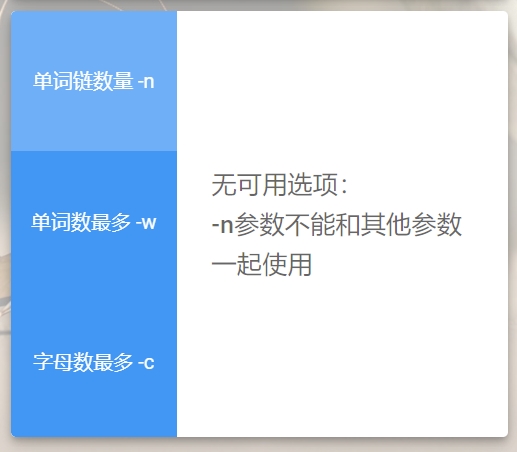 单词链数量 -n
单词数最多 -w
字母数最多 -c
无可用选项：
-n参数不能和其他参数
一起使用